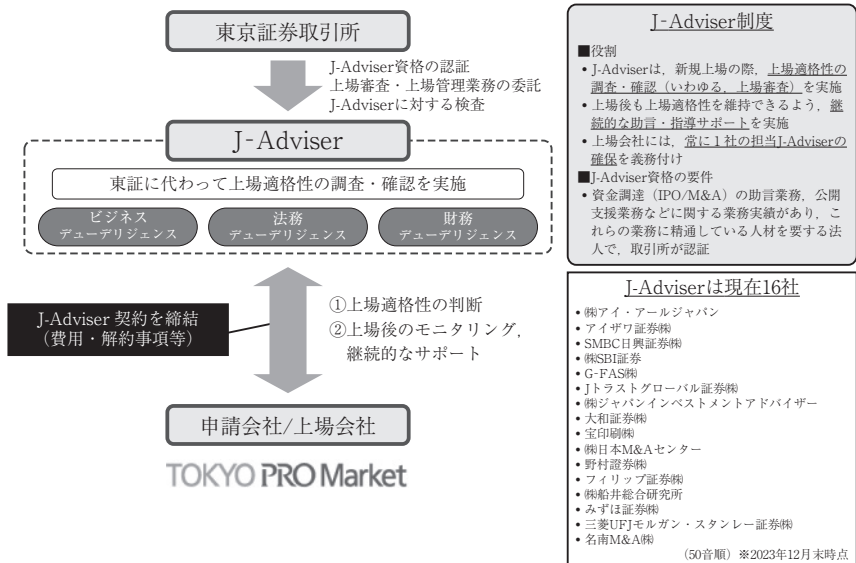 東京証券取引所
J-Adviser資格の認証
上場審査・上場管理業務の委託
J-Adviserに対する検査
J-Adviser
東証に代わって上場適格性の調査・確認を実施
ビジネス
デューデリジェンス
法務
デューデリジェンス
財務
デューデリジェンス
J-Adviser 契約を締結
（費用・解約事項等）
①上場適格性の判断
②上場後のモニタリング，
継続的なサポート
申請会社/上場会社
TOKYO PRO Market
J-Adviser制度
■役割
• J-Adviserは，新規上場の際，上場適格性の
調査・確認（いわゆる，上場審査）を実施
• 上場後も上場適格性を維持できるよう，継
続的な助言・指導サポートを実施
• 上場会社には，常に１社の担当J-Adviserの
確保を義務付け
■J-Adviser資格の要件
• 資金調達（IPO/M&A）の助言業務，公開
支援業務などに関する業務実績があり，こ
れらの業務に精通している人材を要する法
人で，取引所が認証
J-Adviserは現在16社
• ㈱アイ・アールジャパン
• アイザワ証券㈱
• SMBC日興証券㈱
• ㈱SBI証券
• G-FAS㈱
• Jトラストグローバル証券㈱
• ㈱ジャパンインベストメントアドバイザー
• 大和証券㈱
• 宝印刷㈱
• ㈱日本M&Aセンター
• 野村證券㈱
• フィリップ証券㈱
• ㈱船井総合研究所
• みずほ証券㈱
• 三菱UFJモルガン・スタンレー証券㈱
• 名南M&A㈱
（50音順）※2023年12月末時点